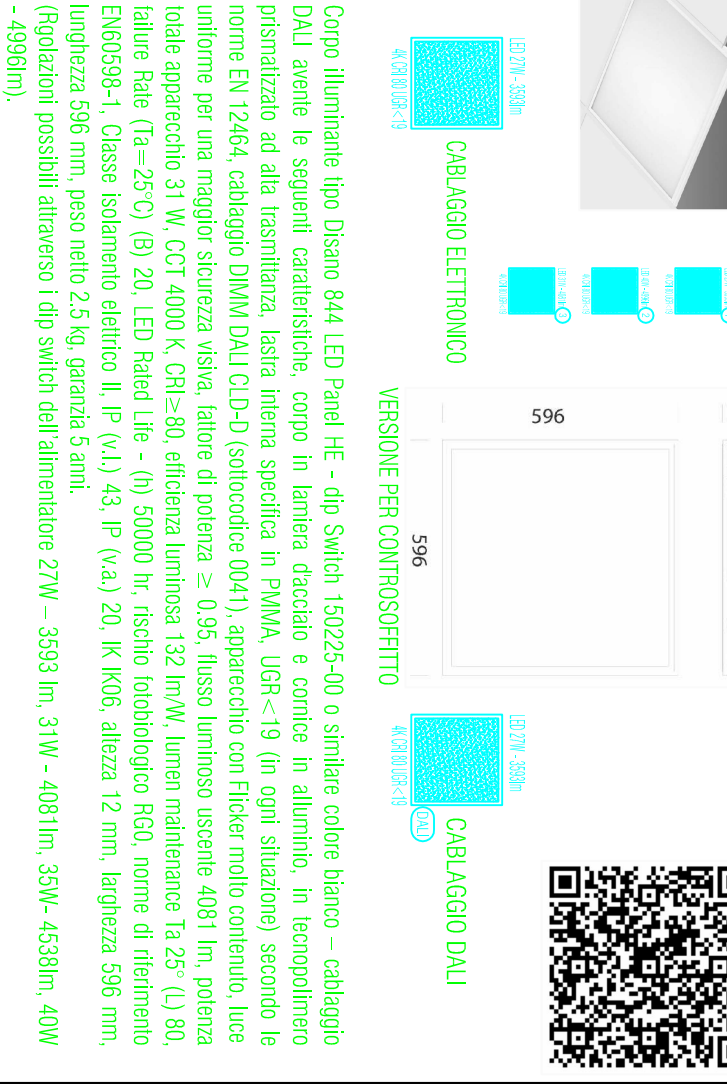 LED 27W - 3593lm
4K CRI 80 UGR<19
CABLAGGIO ELETTRONICO
3
2
596
596
VERSIONE PER CONTROSOFFITTO
LED 27W - 3593lm
4K CRI 80 UGR<19
DALI
CABLAGGIO DALI
Corpo illuminante tipo Disano 844 LED Panel HE - dip Switch 150225-00 o similare colore bianco – cablaggio
DALI avente le seguenti caratteristiche, corpo in lamiera d'acciaio e cornice in alluminio, in tecnopolimero
prismatizzato ad alta trasmittanza, lastra interna specifica in PMMA, UGR<19 (in ogni situazione) secondo le
norme EN 12464, cablaggio DIMM DALI CLD-D (sottocodice 0041), apparecchio con Flicker molto contenuto, luce
uniforme per una maggior sicurezza visiva, fattore di potenza ≥ 0.95, flusso luminoso uscente 4081 lm, potenza
totale apparecchio 31 W, CCT 4000 K, CRI≥80, efficienza luminosa 132 lm/W, lumen maintenance Ta 25° (L) 80,
failure Rate (Ta=25°C) (B) 20, LED Rated Life - (h) 50000 hr, rischio fotobiologico RG0, norme di riferimento
EN60598-1, Classe isolamento elettrico II, IP (v.l.) 43, IP (v.a.) 20, IK IK06, altezza 12 mm, larghezza 596 mm,
lunghezza 596 mm, peso netto 2.5 kg, garanzia 5 anni.
(Rgolazioni possibili attraverso i dip switch dell'alimentatore 27W – 3593 lm, 31W - 4081lm, 35W- 4538lm, 40W
- 4996lm).